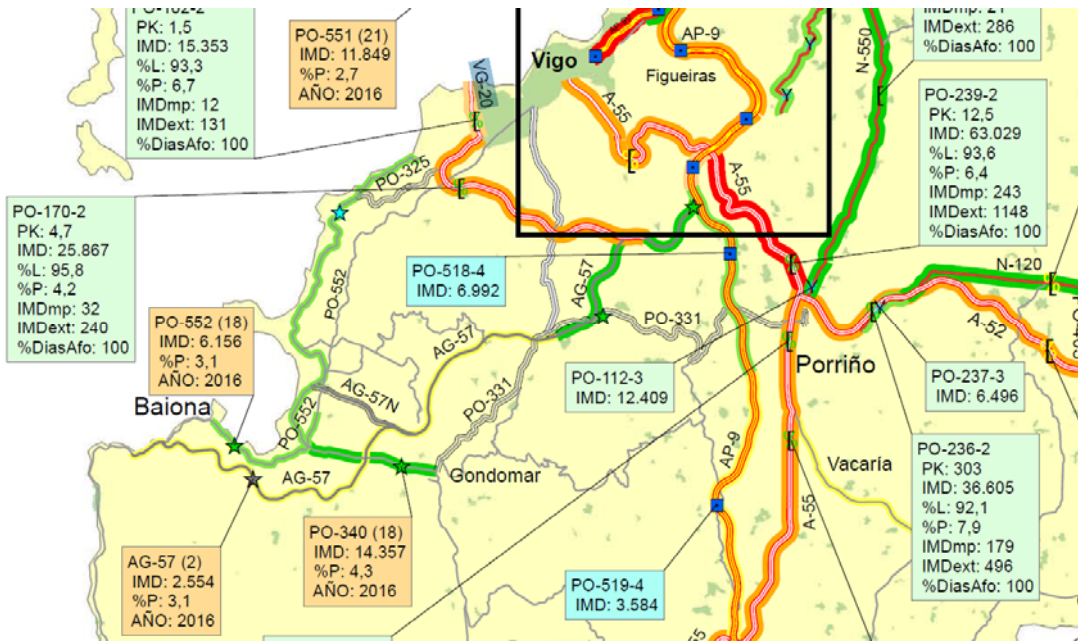 PO-102-2
PK: 1,5
IMD: 15.353
%L: 93,3
%P: 6,7
IMDmp: 12
IMDext: 131
%DiasAfo: 100
PO-551 (21)
IMD: 11.849
%P: 2,7
AÑO: 2016
VG-20
Vigo
A-55
AP-9
Figueiras
Y
Y
A-55
N-550
IMDmp: 21
IMDext: 286
%DiasAfo: 100
PO-239-2
PK: 12,5
IMD: 63.029
%L: 93,6
%P: 6,4
IMDmp: 243
IMDext: 1148
%DiasAfo: 100
PO-325
PO-170-2
PK: 4,7
IMD: 25.867
%L: 95,8
%P: 4,2
IMDmp: 32
IMDext: 240
%DiasAfo: 100
PO-552
PO-518-4
IMD: 6.992
AG-57
PO-331
N-120
A-52
Y
Y
PO-552 (18)
IMD: 6.156
%P: 3,1
AÑO: 2016
AG-57
AG-57N
PO-331
Baiona
PO-552
PO-112-3
IMD: 12.409
Porriño
PO-237-3
IMD: 6.496
AG-57
Gondomar
AP-9
A-55
Vacaría
PO-236-2
PK: 303
IMD: 36.605
%L: 92,1
%P: 7,9
IMDmp: 179
IMDext: 496
%DiasAfo: 100
AG-57 (2)
IMD: 2.554
%P: 3,1
AÑO: 2016
PO-340 (18)
IMD: 14.357
%P: 4,3
AÑO: 2016
PO-519-4
IMD: 3.584